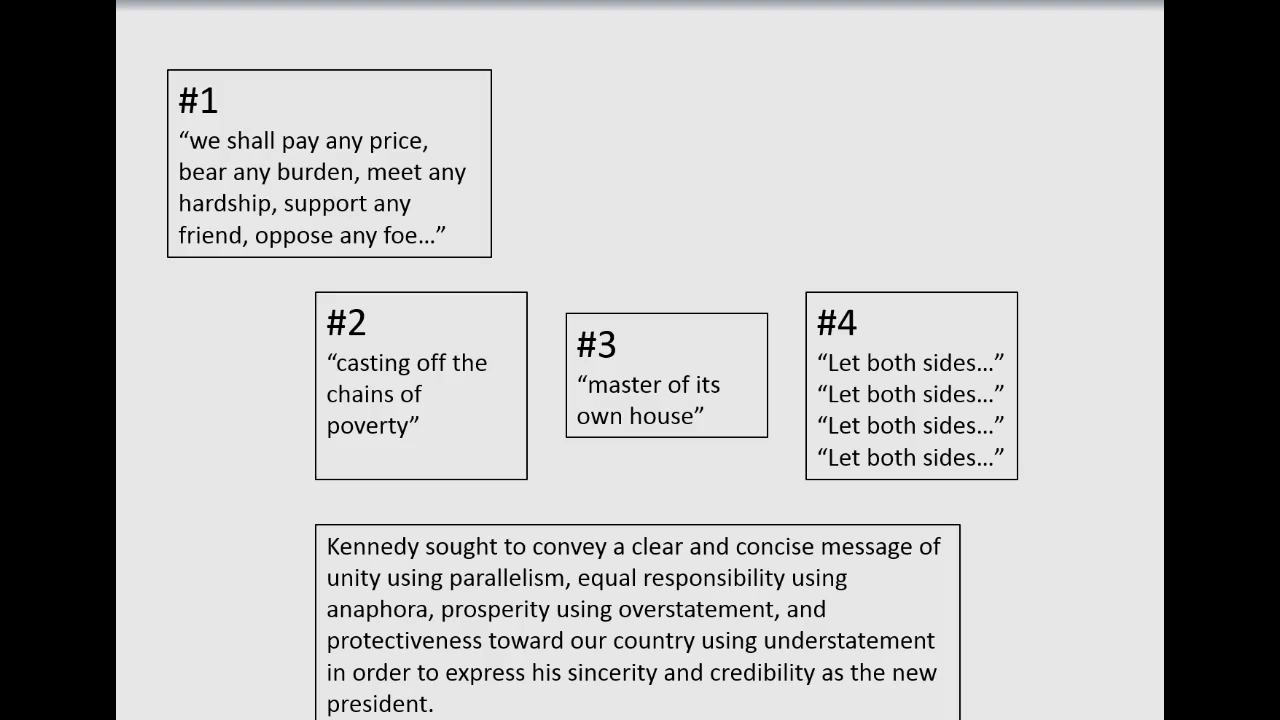 #1
“we shall pay any price,
bear any burden, meet any
hardship, support any
friend, oppose any foe…”
#2
“casting off the
chains of
poverty”
#3
“master of its
own house”
#4
“Let both sides…”
“Let both sides…”
“Let both sides…”
“Let both sides…”
Kennedy sought to convey a clear and concise message of
unity using parallelism, equal responsibility using
anaphora, prosperity using overstatement, and
protectiveness toward our country using understatement
in order to express his sincerity and credibility as the new
president.